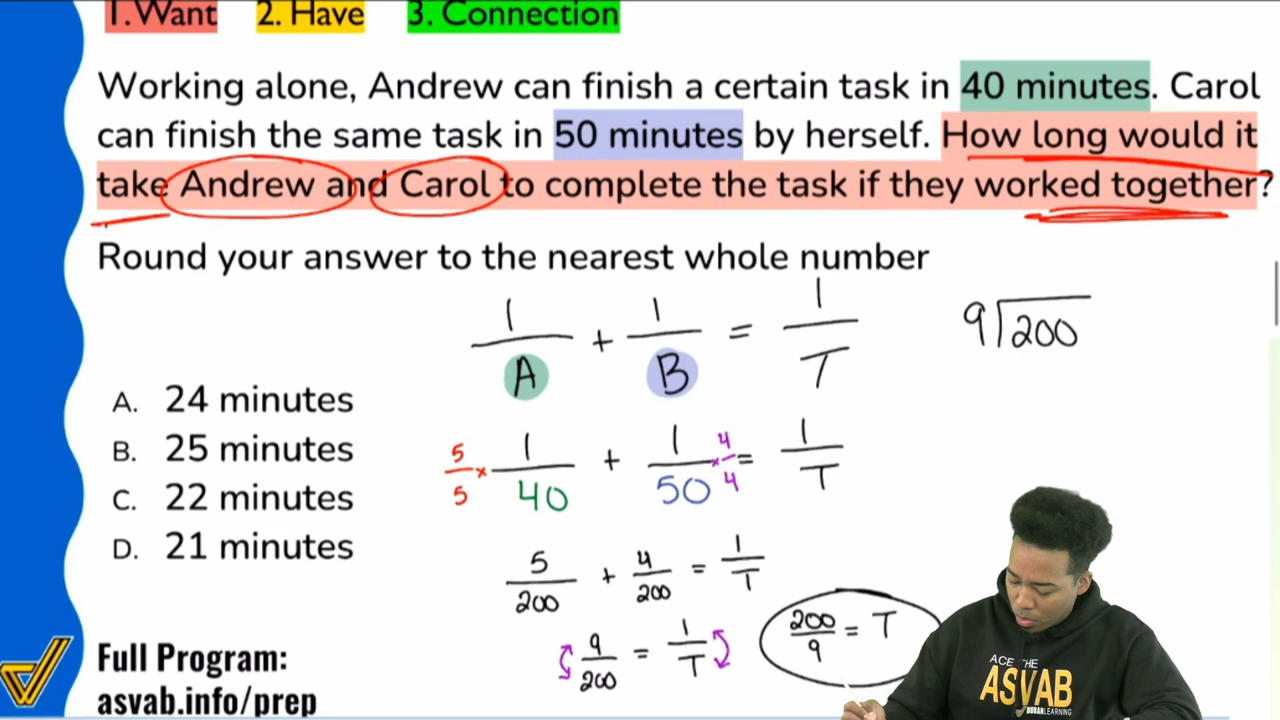 1. Want 2. Have 3. Connection
Working alone, Andrew can finish a certain task in 40 minutes. Carol
can finish the same task in 50 minutes by herself. How long would it
take Andrew and Carol to complete the task if they worked together?
Round your answer to the nearest whole number
1/A + 1/B = 1/T
9⟌200
A. 24 minutes
B. 25 minutes
C. 22 minutes
D. 21 minutes
5/5 × 1/40 + 1/50 × 4/4 = 1/T
5/200 + 4/200 = 1/T
9/200 = 1/T
200/9 = T
Full Program:
asvab.info/prep
ACE THE
ASVAB
DURAN LEARNING